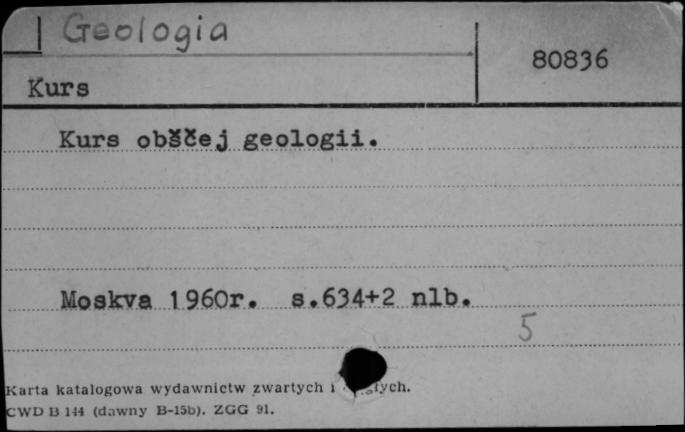 Geologia
80836
Kurs
Kurs obščej geologii.
Moskva 1960r. s.634+2 nlb.
5
Karta katalogowa wydawnictw zwartych i
CWD B 144 (dawny B-15b). ZGG 91.